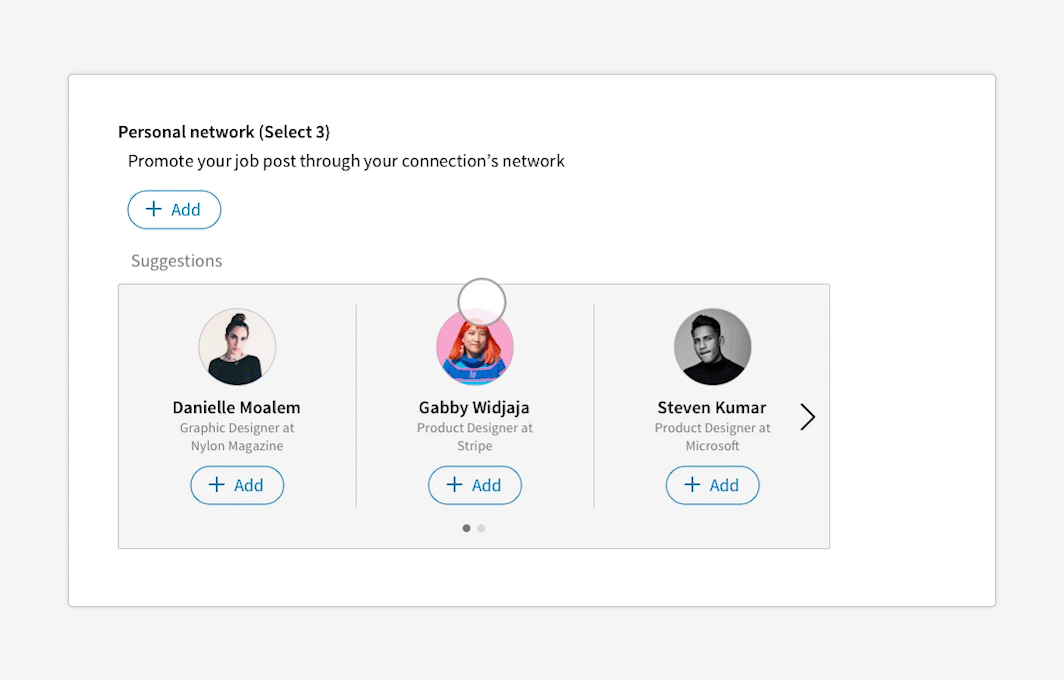 Personal network (Select 3)
Promote your job post through your connection’s network
+ Add
Suggestions
Danielle Moalem
Graphic Designer at
Nylon Magazine
+ Add
Gabby Widjaja
Product Designer at
Stripe
+ Add
Steven Kumar
Product Designer at
Microsoft
+ Add